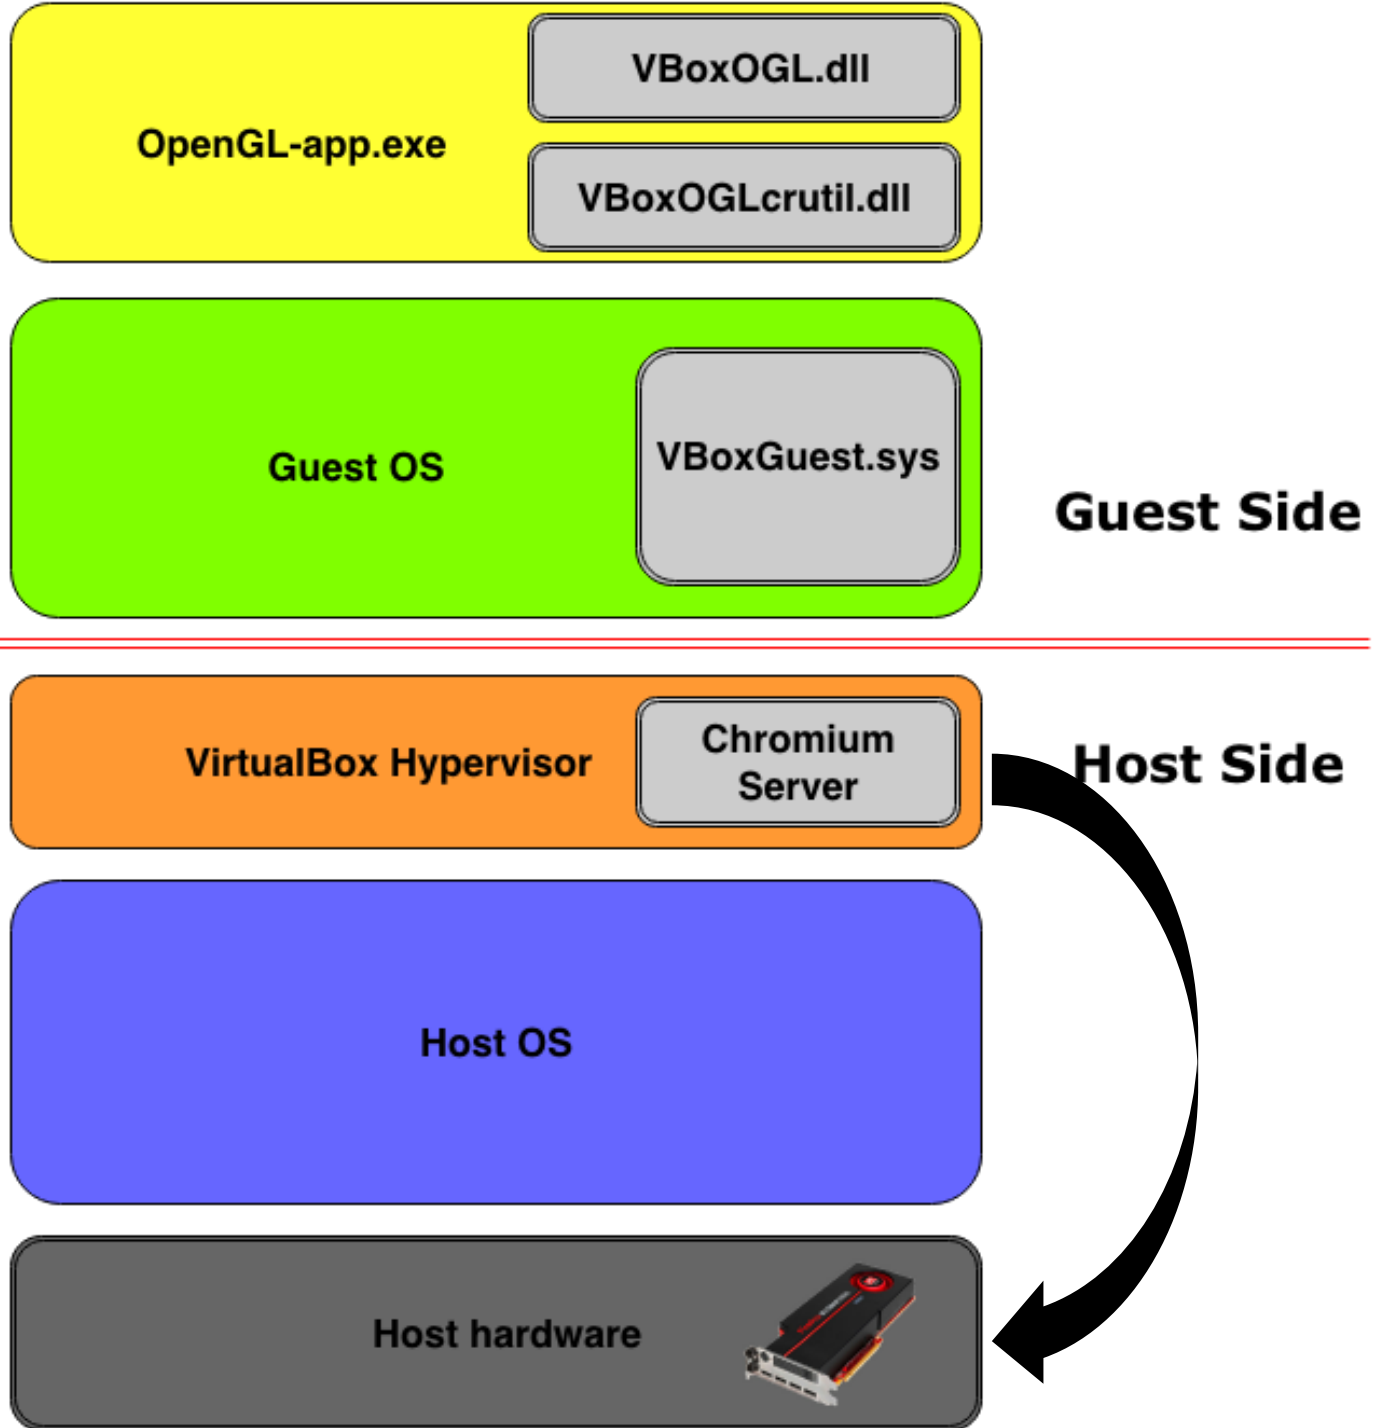 VBoxOGL.dll
OpenGL-app.exe
VBoxOGLcrutil.dll
Guest OS
VBoxGuest.sys
Guest Side
VirtualBox Hypervisor
Chromium
Server
Host Side
Host OS
Host hardware